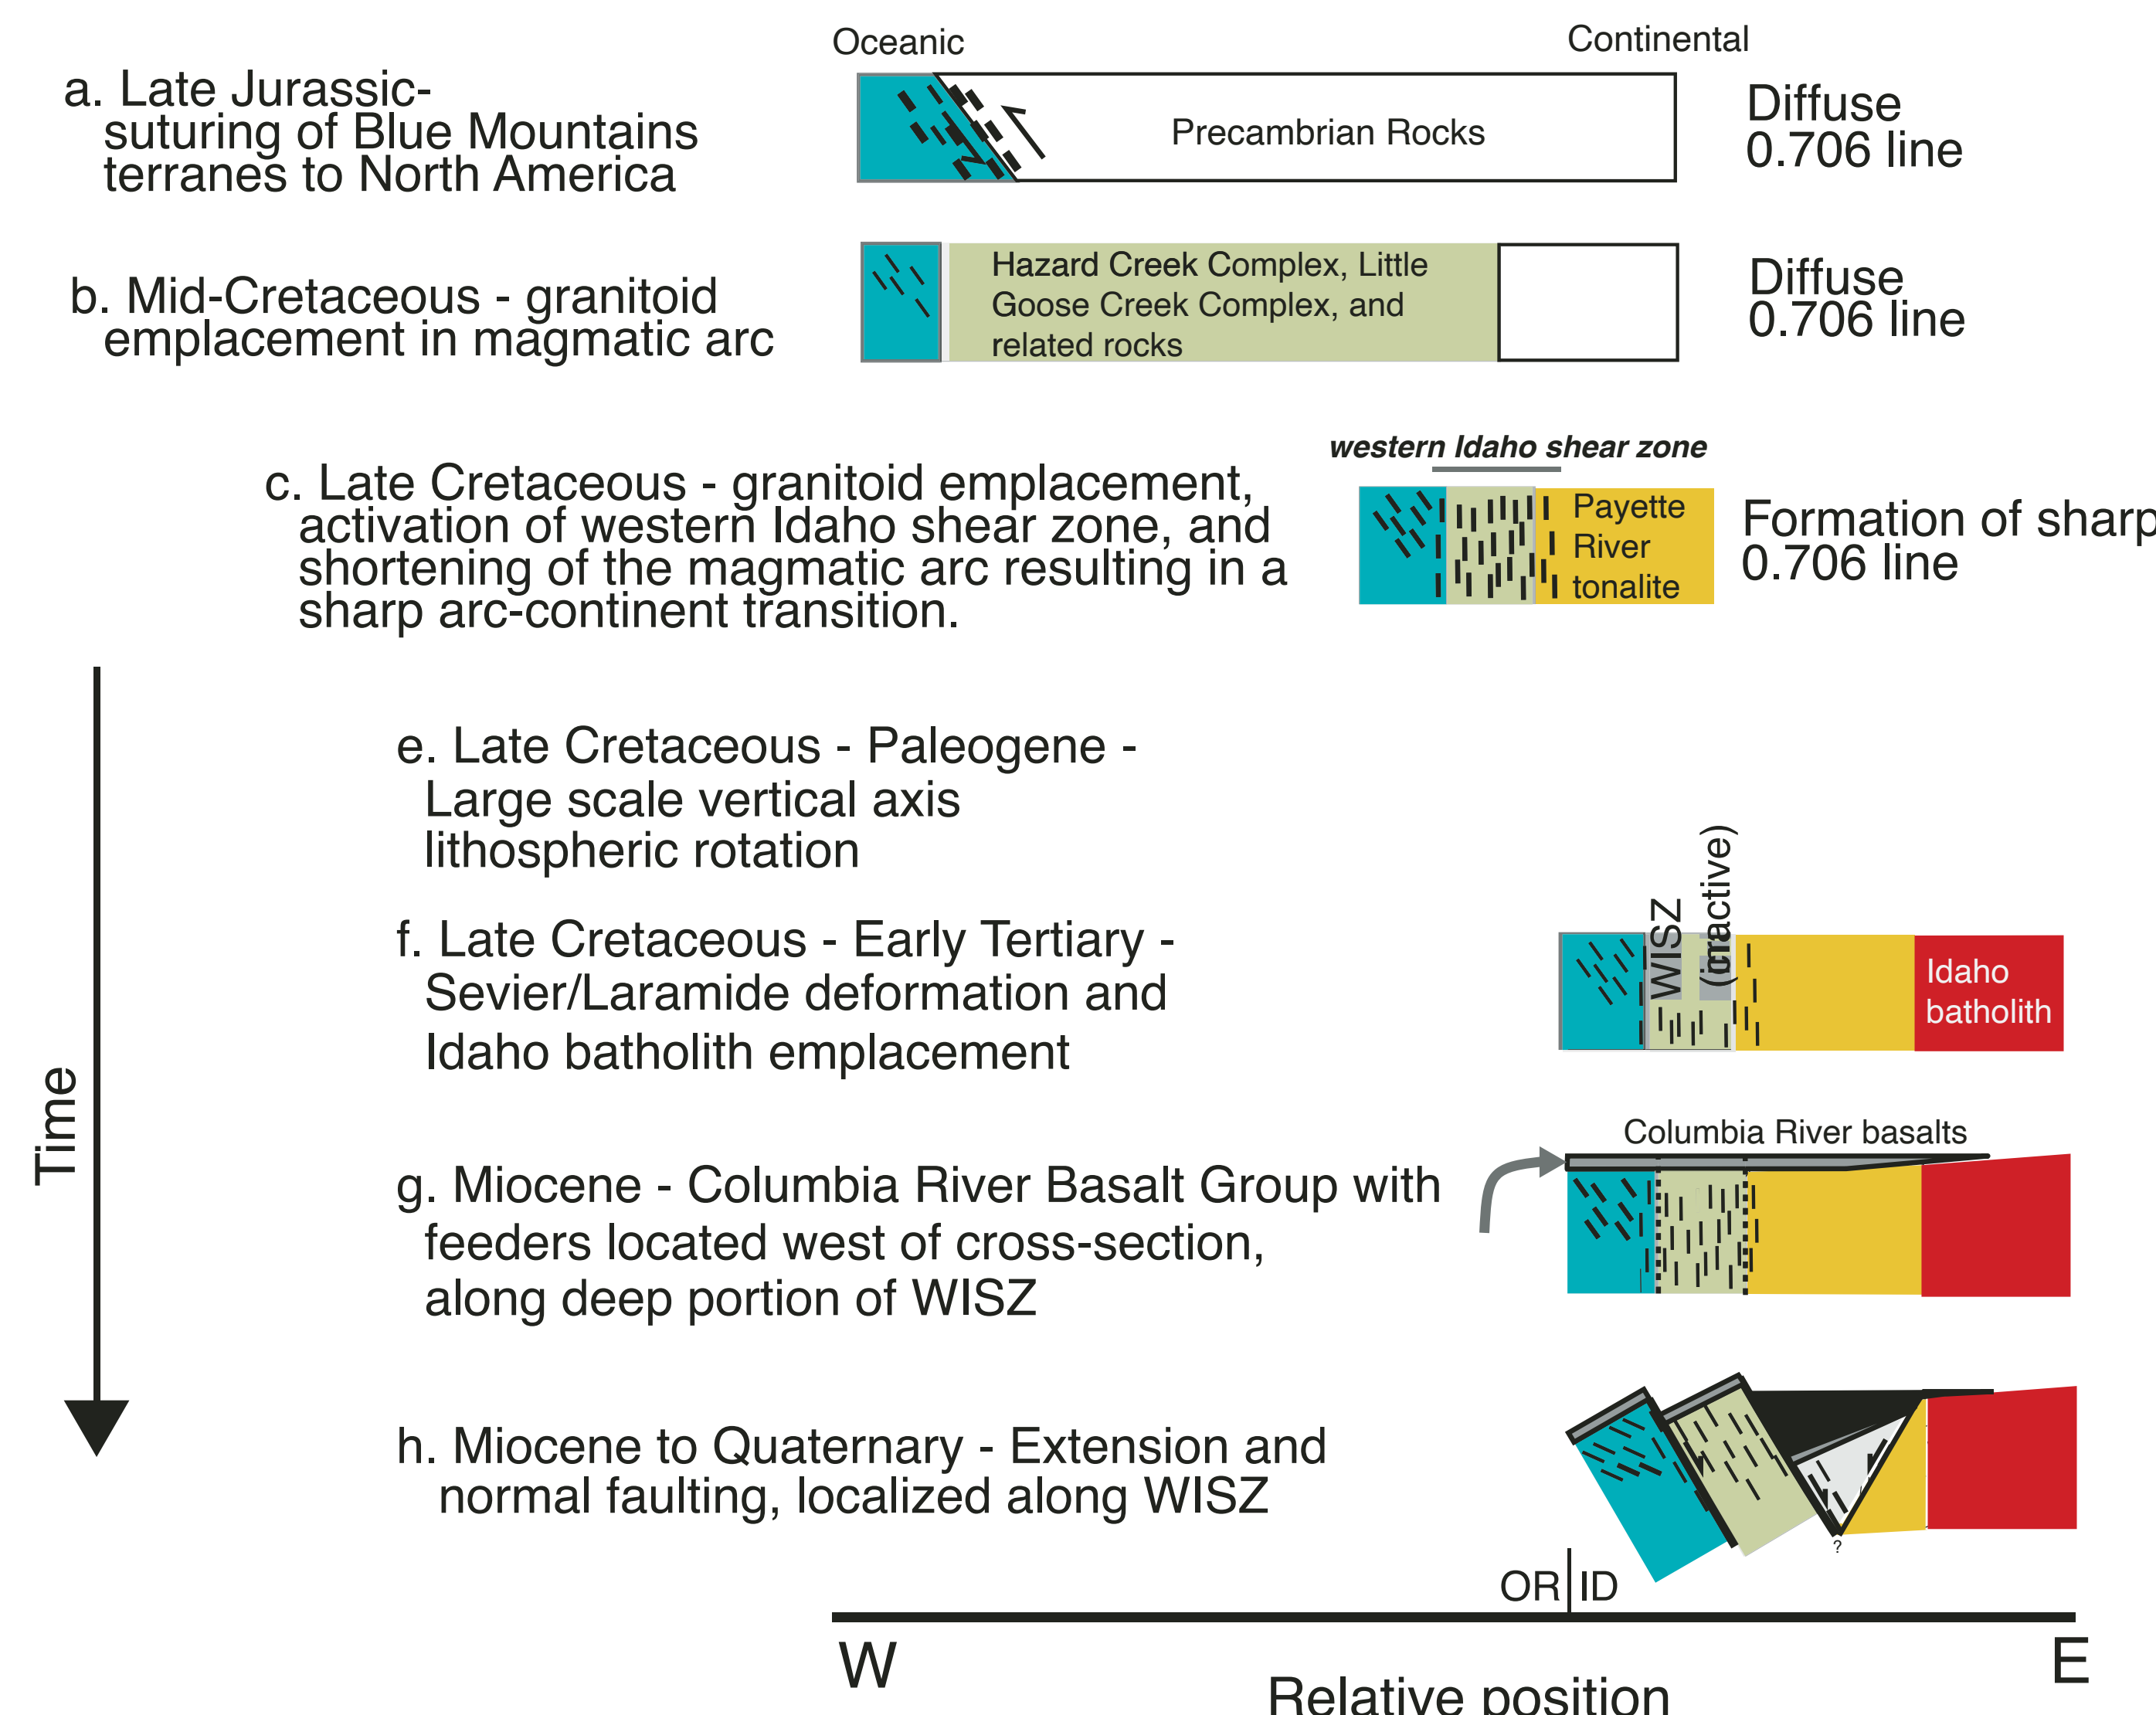 Oceanic
Continental
a. Late Jurassic-
suturing of Blue Mountains
terranes to North America
Precambrian Rocks
Diffuse
0.706 line
b. Mid-Cretaceous - granitoid
emplacement in magmatic arc
Hazard Creek Complex, Little
Goose Creek Complex, and
related rocks
Diffuse
0.706 line
western Idaho shear zone
c. Late Cretaceous - granitoid emplacement,
activation of western Idaho shear zone, and
shortening of the magmatic arc resulting in a
sharp arc-continent transition.
Payette
River
tonalite
Formation of sharp
0.706 line
Time
e. Late Cretaceous - Paleogene -
Large scale vertical axis
lithospheric rotation
f. Late Cretaceous - Early Tertiary -
Sevier/Laramide deformation and
Idaho batholith emplacement
WISZ
(inactive)
Idaho
batholith
Columbia River basalts
g. Miocene - Columbia River Basalt Group with
feeders located west of cross-section,
along deep portion of WISZ
h. Miocene to Quaternary - Extension and
normal faulting, localized along WISZ
?
OR ID
W
E
Relative position